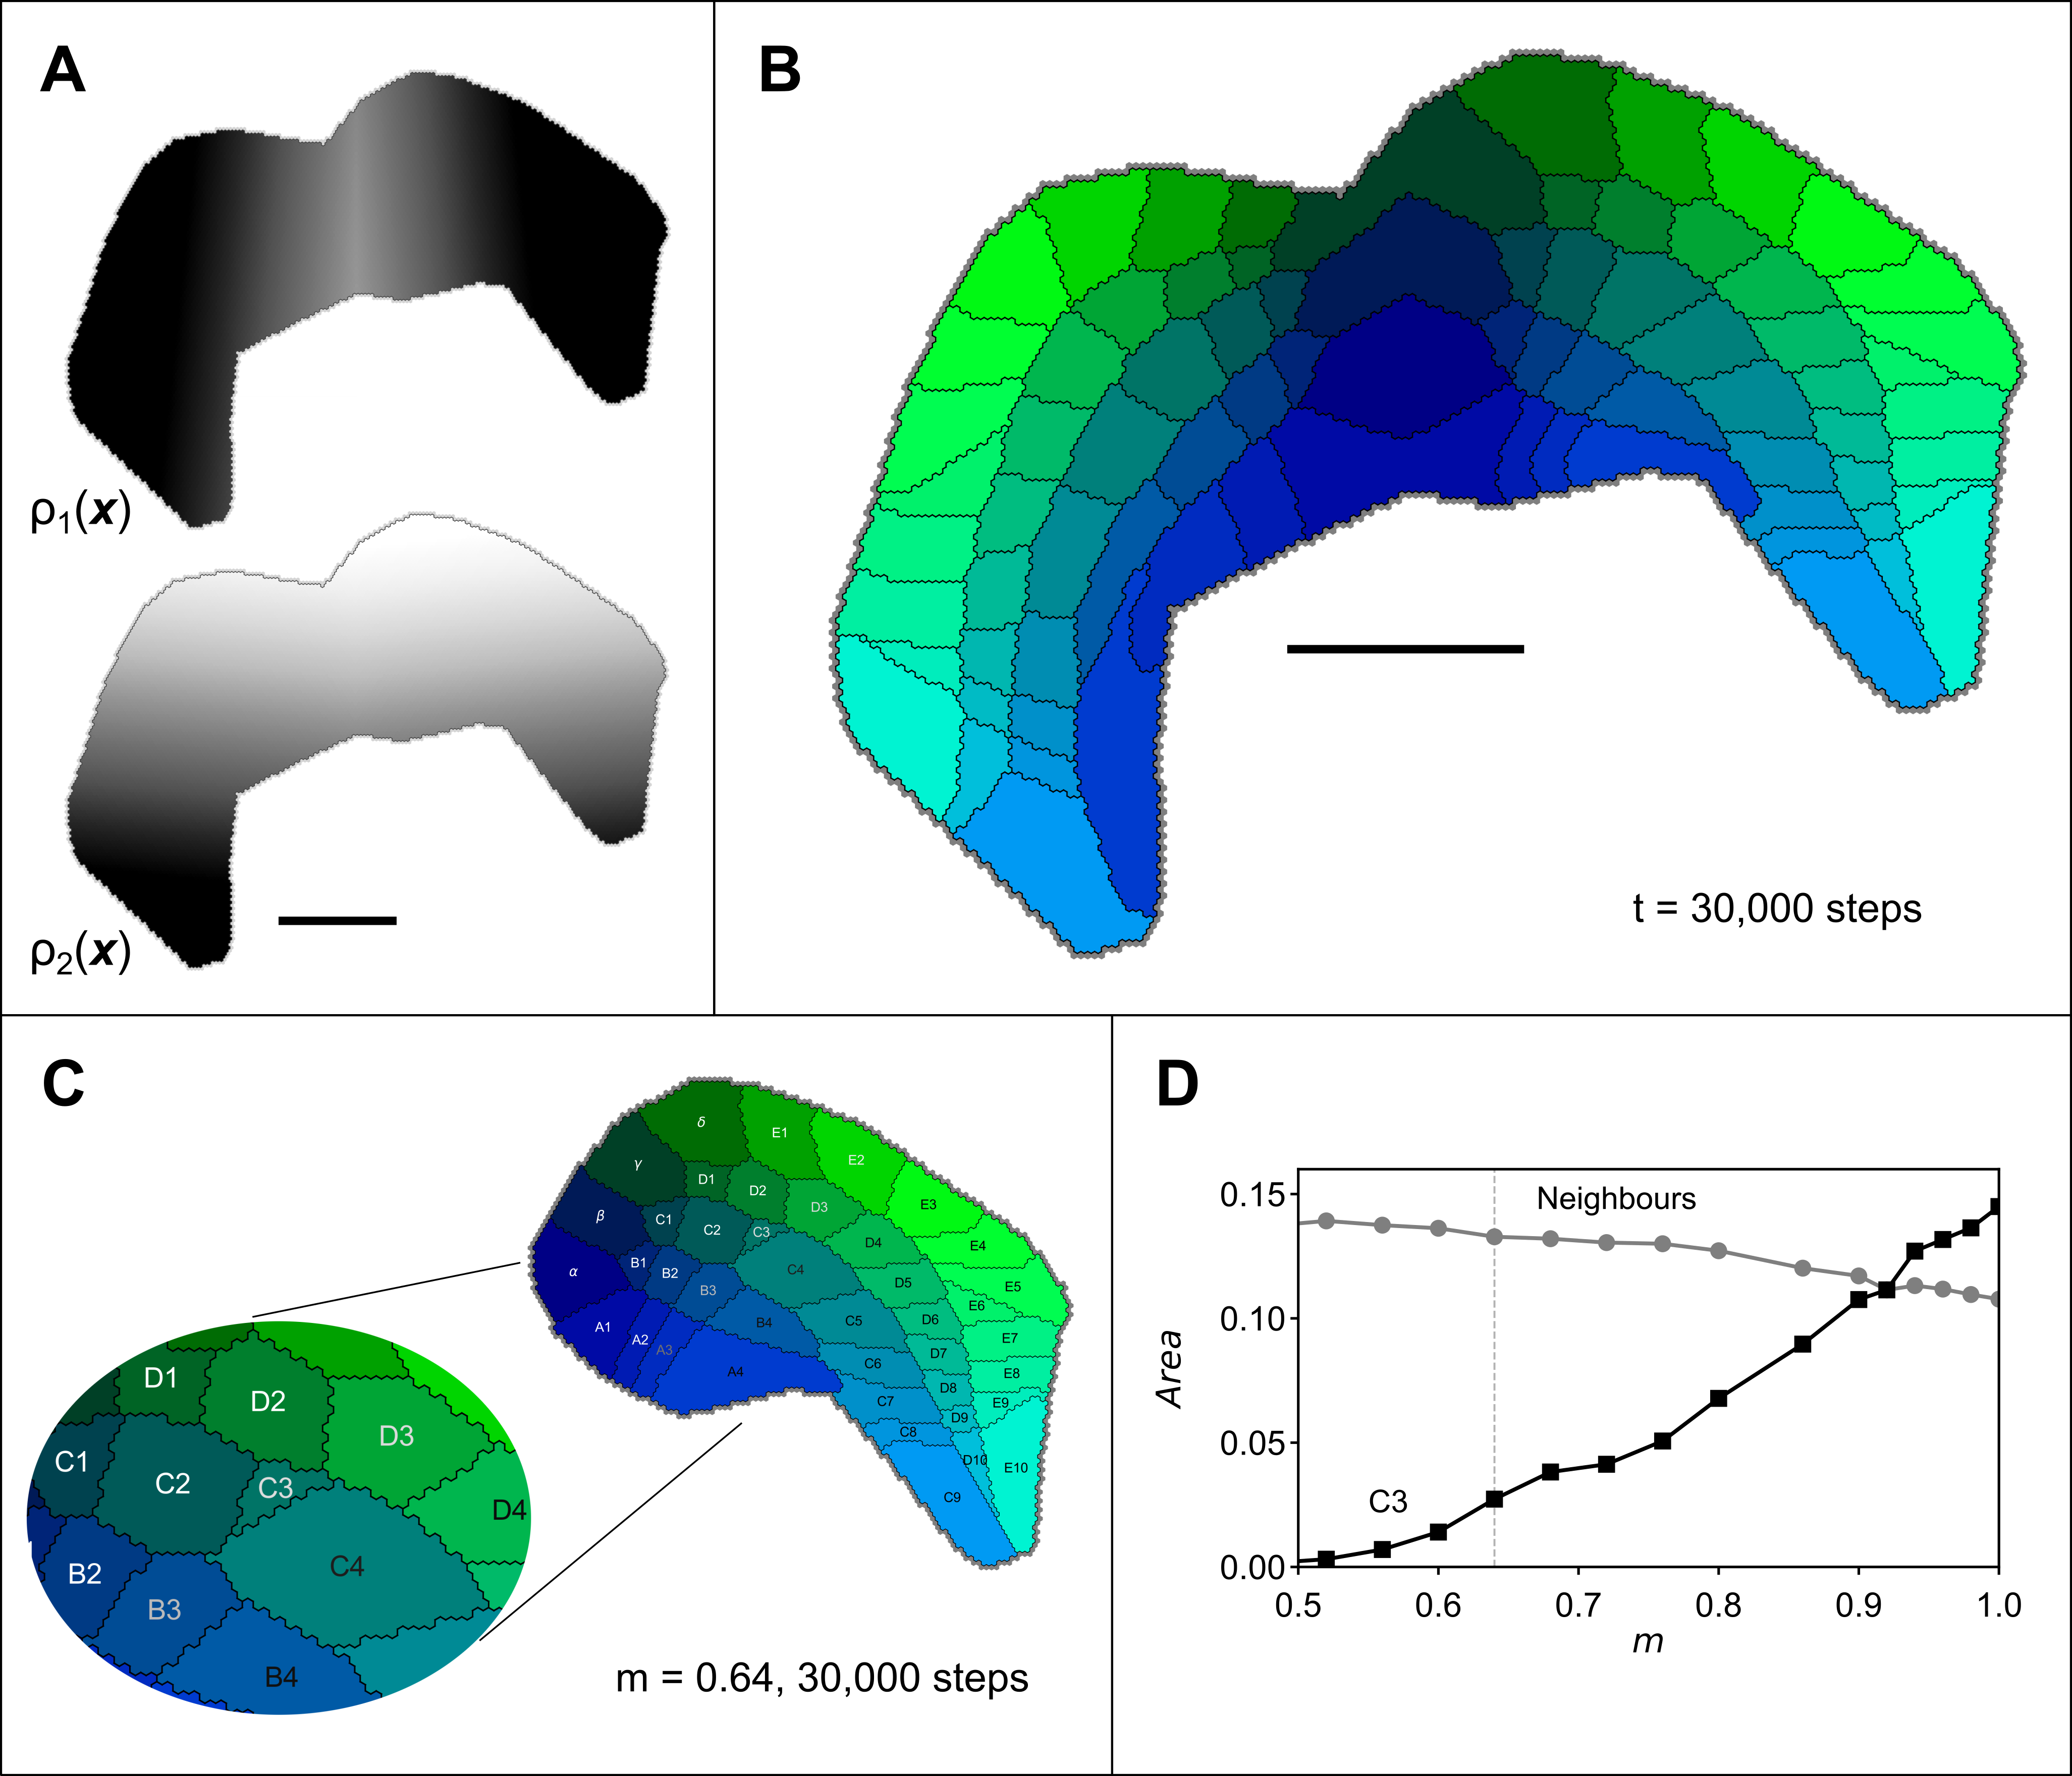 A
ρ1(x)
ρ2(x)
B
t = 30,000 steps
C
δ
E1
E2
γ
D1
D2
D3
E3
β
C1
C2
C3
D4
E4
α
B1
B2
B3
C4
D5
E5
E6
A1
A2
A3
B4
C5
D6
E7
A4
C6
D7
E8
C7
D8
E9
C8
D9
D10
E10
C9
D1
D2
D3
C1
C2
C3
D4
B2
B3
C4
B4
m = 0.64, 30,000 steps
D
Neighbours
C3
0.15
0.10
0.05
0.00
Area
0.5 0.6 0.7 0.8 0.9 1.0
m